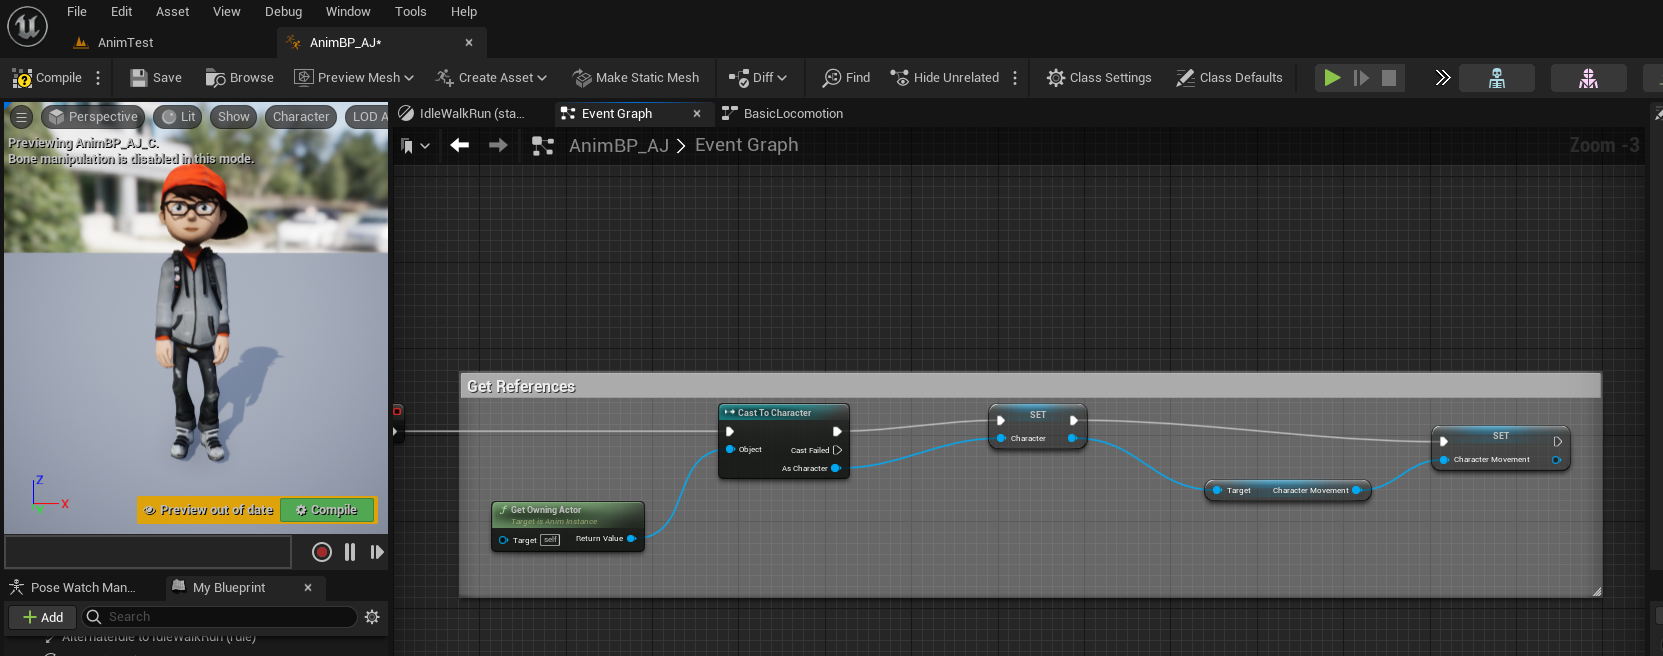 File Edit Asset View Debug Window Tools Help
AnimTest AnimBP_AJ*
Compile Save Browse Preview Mesh Create Asset Make Static Mesh Diff Find Hide Unrelated Class Settings Class Defaults
Perspective Lit Show Character LOD A
IdleWalkRun (sta... Event Graph BasicLocomotion
Previewing AnimBP_AJ_C.
Bone manipulation is disabled in this mode.
AnimBP_AJ > Event Graph Zoom -3
Get References
Cast To Character
Object Cast Failed
As Character
SET
Character
SET
Character Movement
Target Character Movement
Get Owning Actor
Target is Anim Instance
Target self Return Value
Z
X
Y
Preview out of date Compile
Pose Watch Man... My Blueprint
Add Search
AlternateIdle to IdleWalkRun (rule)